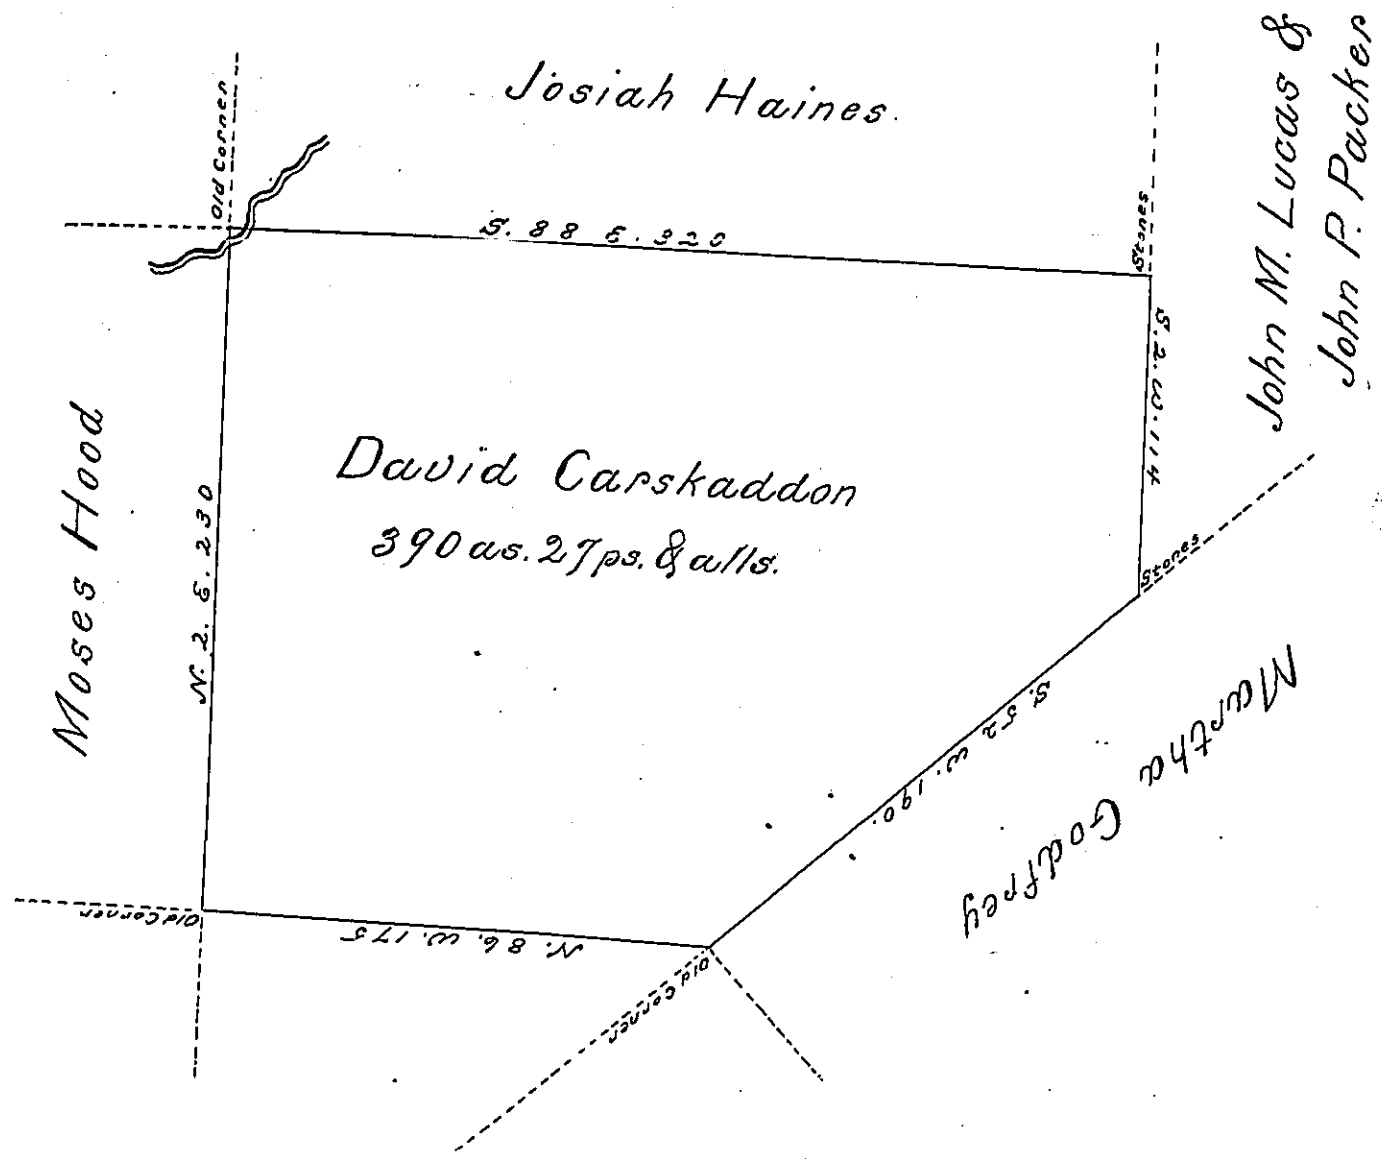 Josiah Haines.
John M. Lucas &
John P. Packer
Old Corner
S. 88 E. 320
Stones
S. 2. W. 114
Moses Hood
N. 2. E. 230
David Carskaddon
390 as. 27 ps. & alls.
Stones
S. 52 W. 190.
Martha Godfrey
Old Corner
N. 86. W. 175
Old Corner